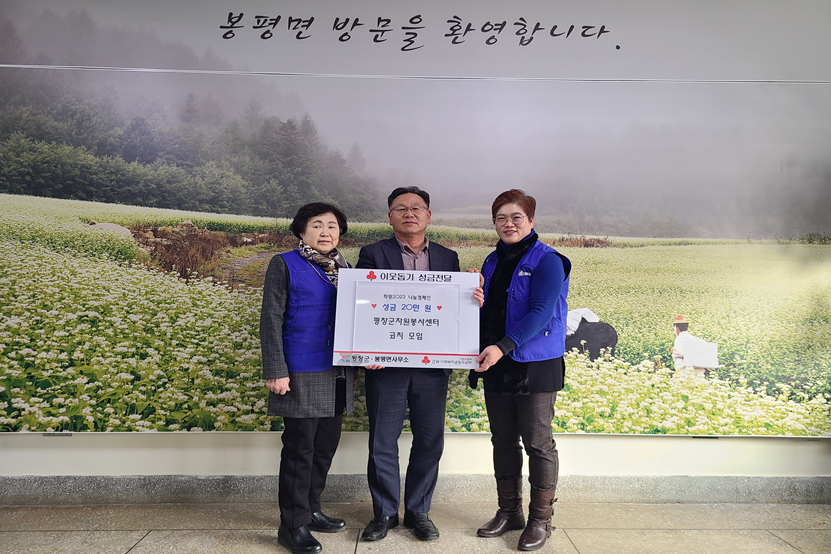 봉평면 방문을 환영합니다.
이웃돕기 성금전달
희망2023 나눔캠페인
성금 20만 원
평창군자원봉사센터
코치 모임
평창군 · 봉평면사무소